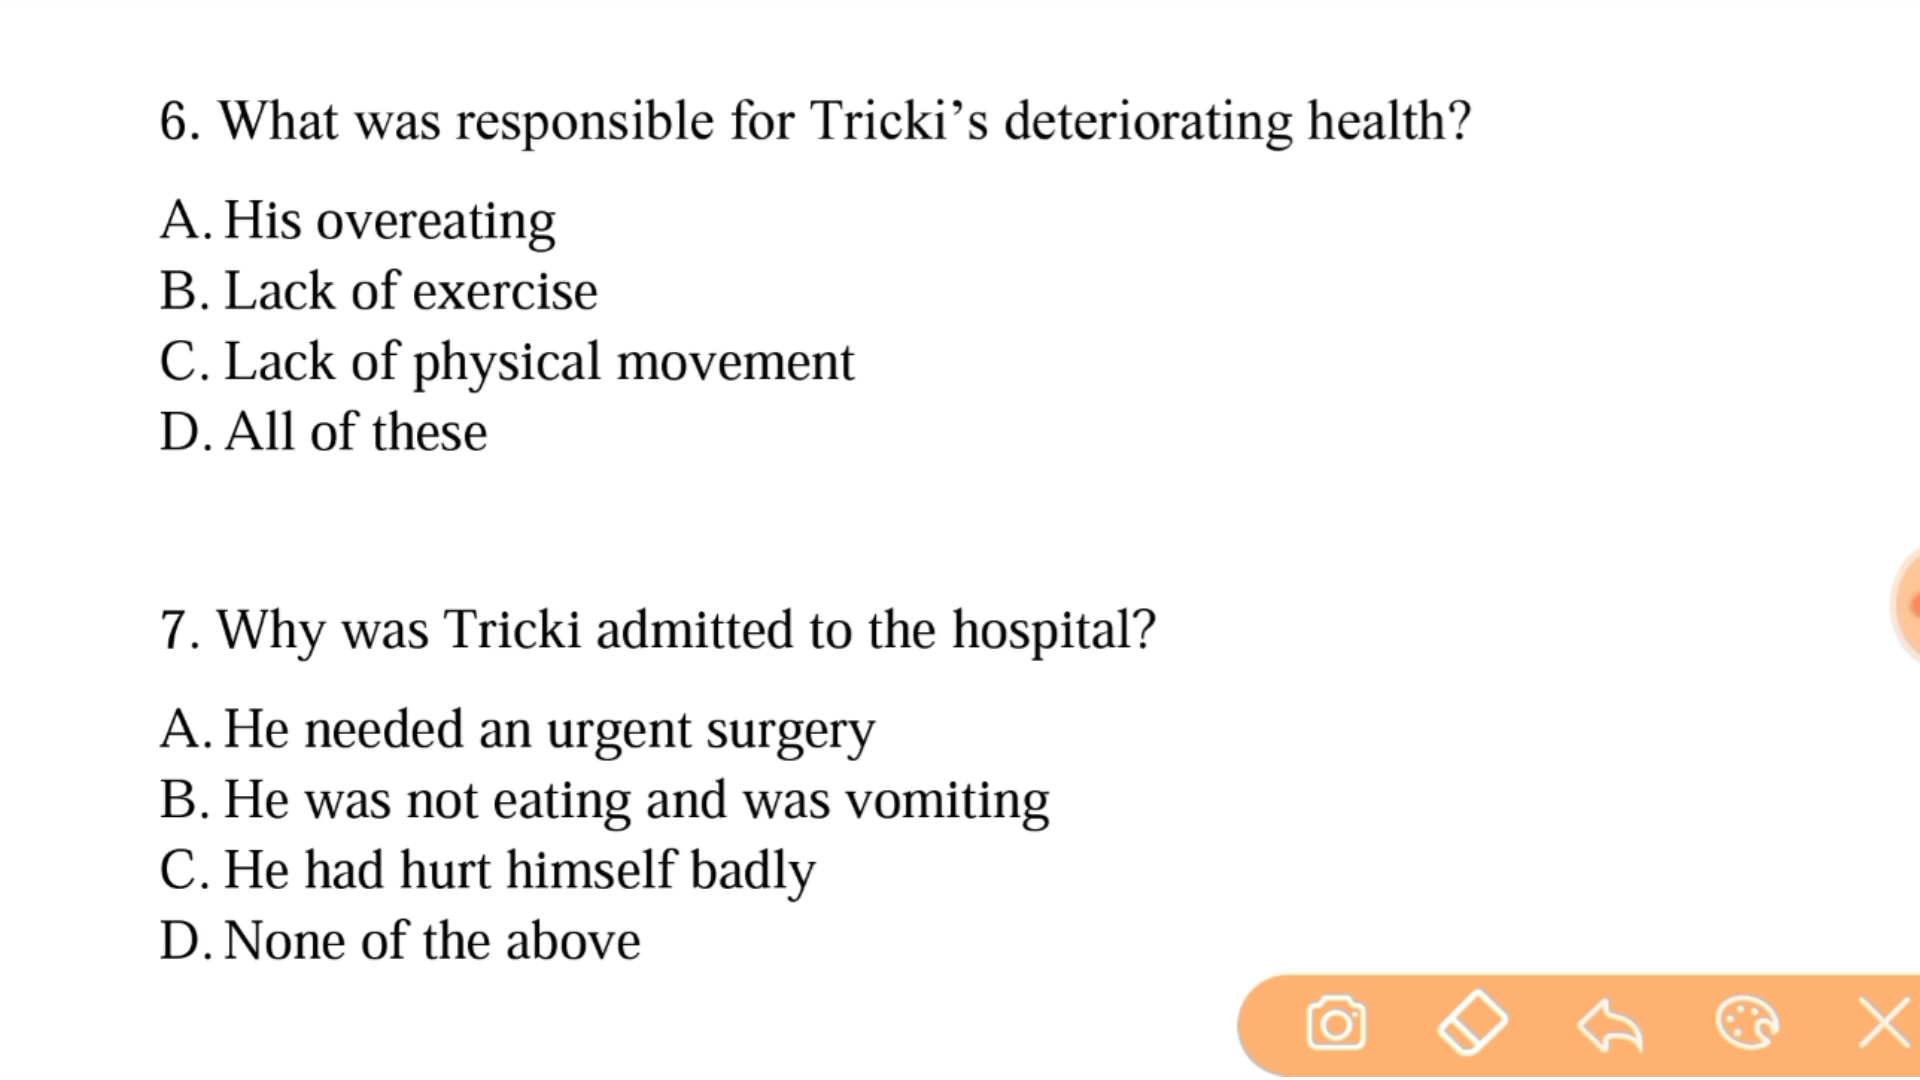 6. What was responsible for Tricki’s deteriorating health?
A. His overeating
B. Lack of exercise
C. Lack of physical movement
D. All of these
7. Why was Tricki admitted to the hospital?
A. He needed an urgent surgery
B. He was not eating and was vomiting
C. He had hurt himself badly
D. None of the above